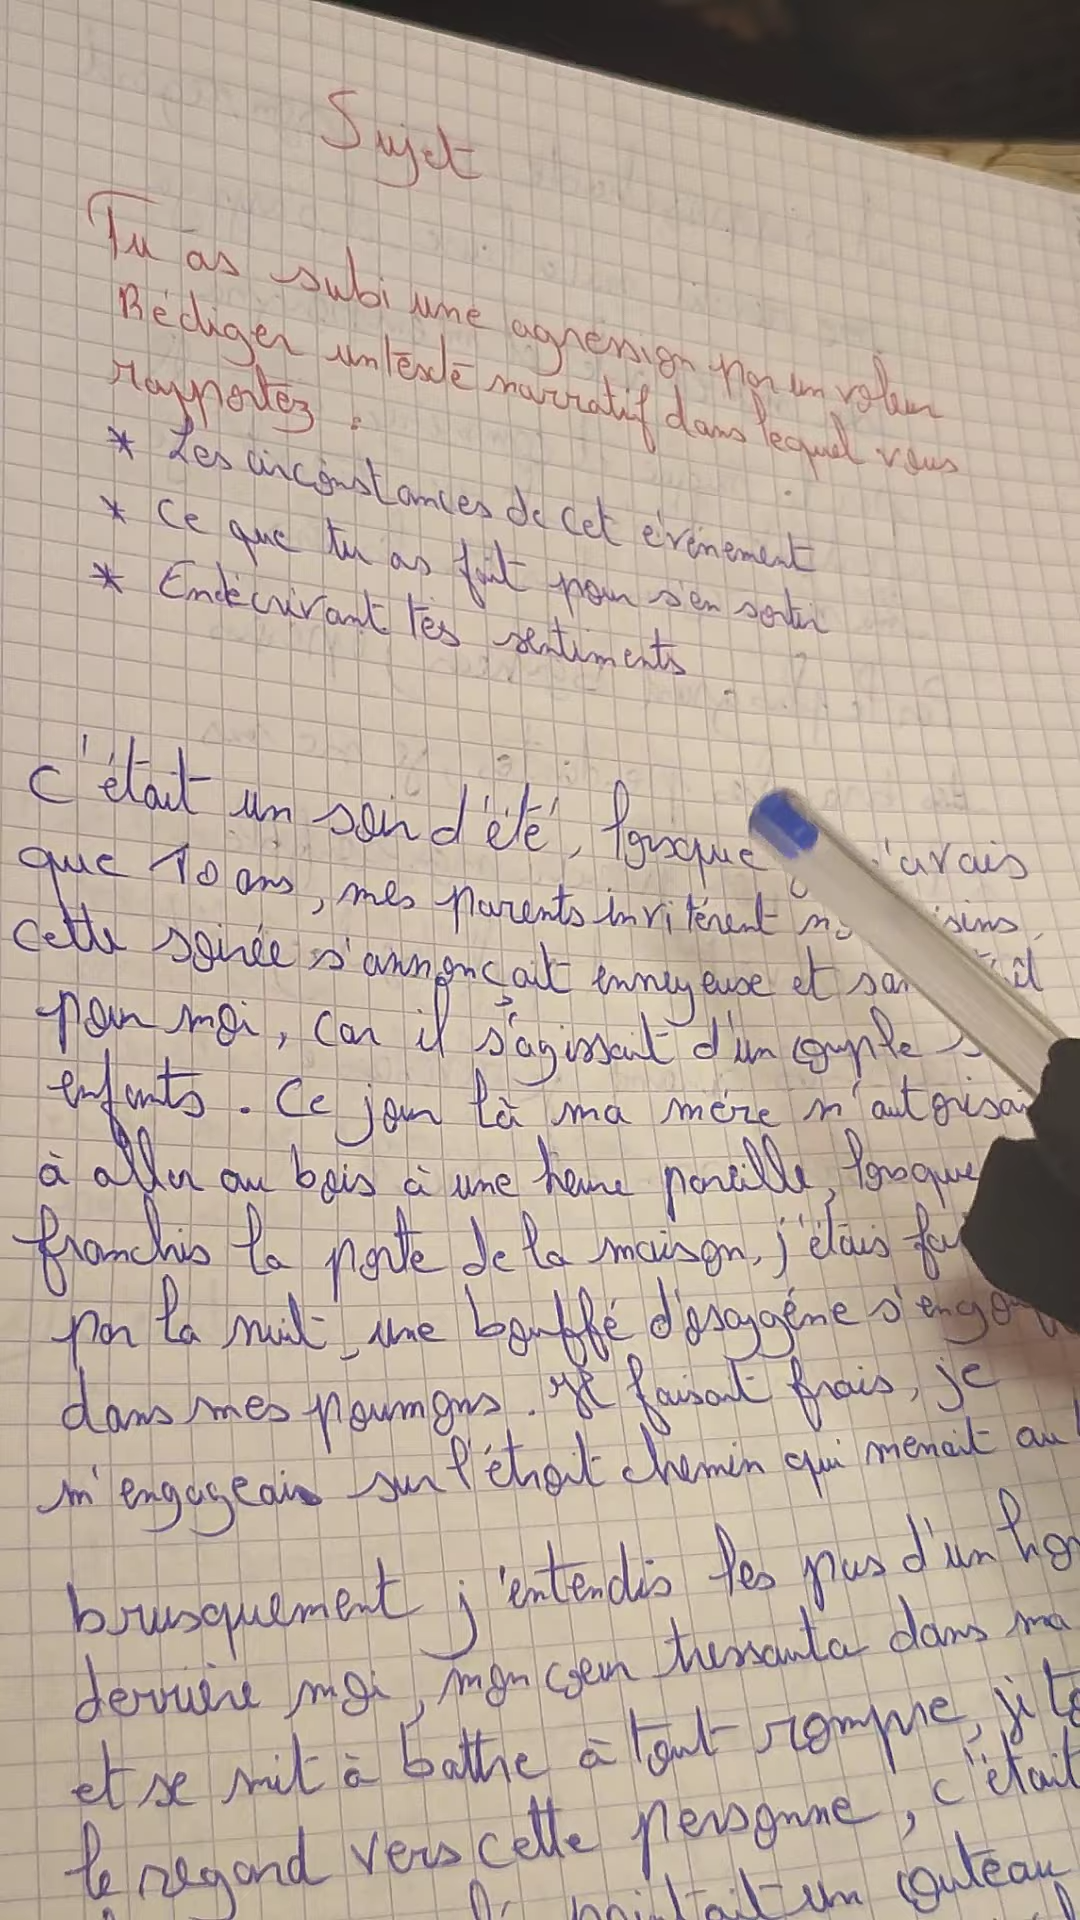 Sujet
Tu as subi une agression par un voleur
Rédiger un texte narratif dans lequel vous
rapportez :
* Les circonstances de cet évènement
* Ce que tu as fait pour s'en sortir
* En décrivant tes sentiments.
C'était un soir d'été, lorsque j'avais
que 10 ans, mes parents invitèrent
cette soirée s'annonçait ennuyeuse et
pour moi, car il s'agissait d'un couple
enfants. Ce jour là ma mère m'autorisa
à aller au bois à une heure pareille, lorsque
franchis la porte de la maison, j'étais
par la nuit, une bouffé d'oxygène
dans mes poumons. Il faisait frais, je
m'engageais sur l'étroit chemin qui menait au
brusquement j'entendis les pas d'un
derrière moi, mon cœur tressauta dans ma
et se mit à battre à tout rompre, je
le regard vers cette personne, c'était
pointait un couteau